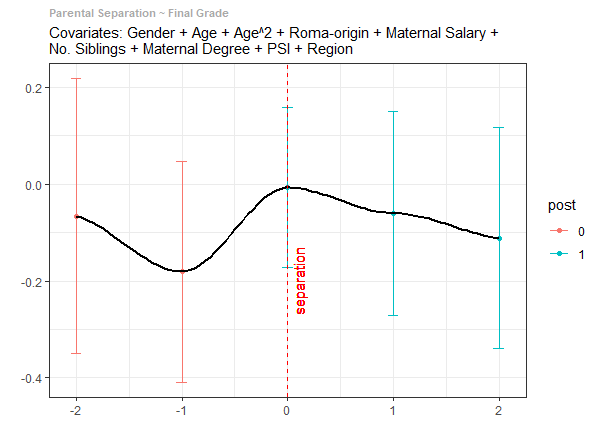 Parental Separation ~ Final Grade
Covariates: Gender + Age + Age^2 + Roma-origin + Maternal Salary +
No. Siblings + Maternal Degree + PSI + Region
0.2
0.0
-0.2
-0.4
separation
-2
-1
0
1
2
post
0
1